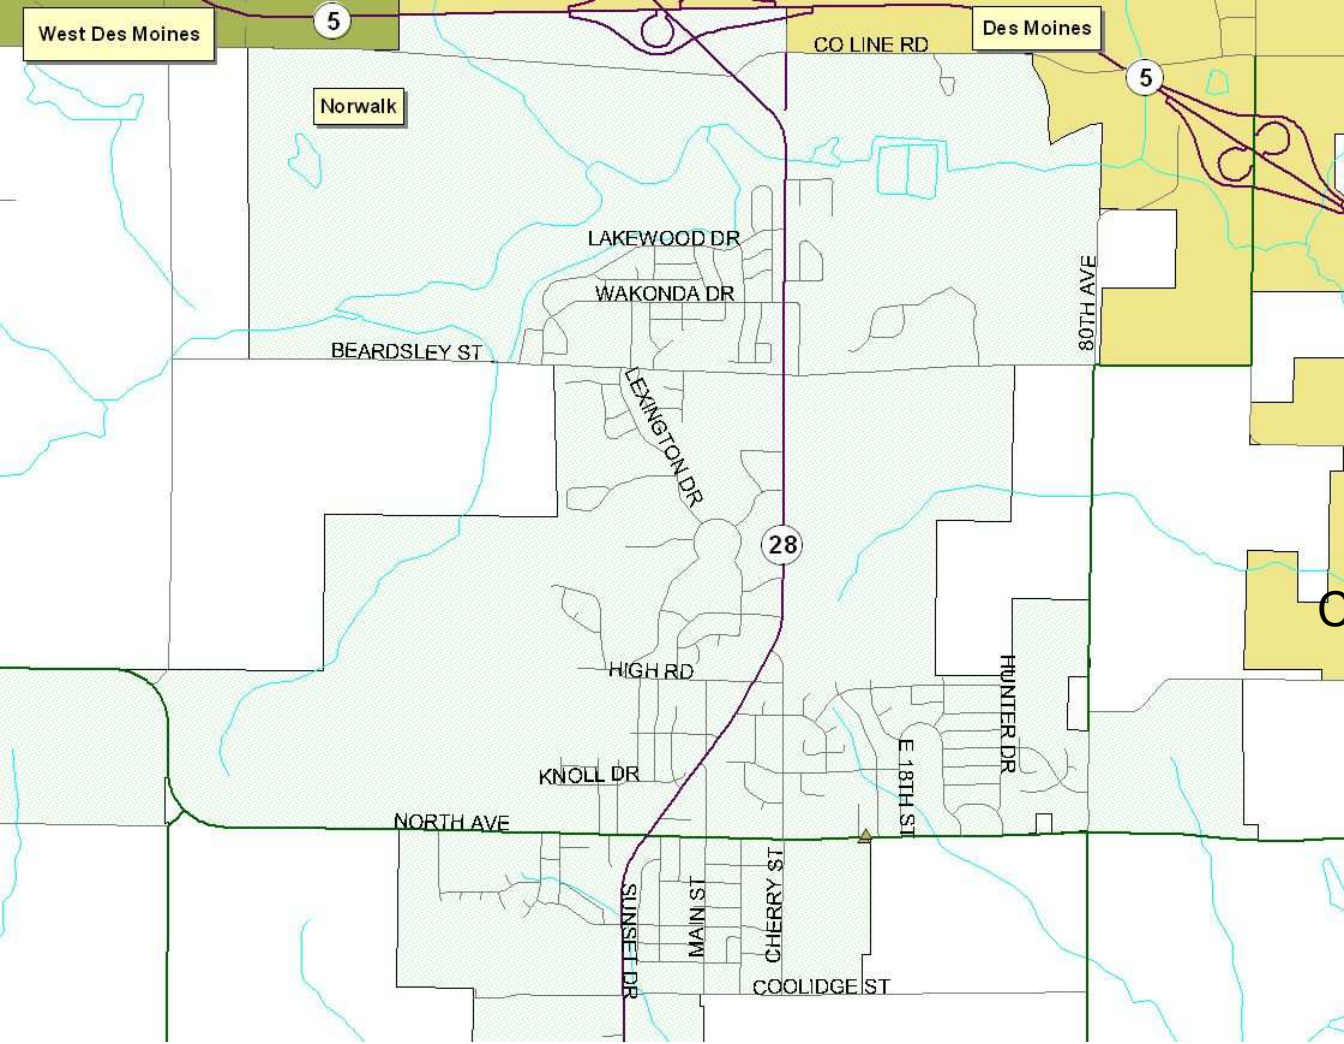 West Des Moines
5
Des Moines
CO LINE RD
5
Norwalk
LAKEWOOD DR
80TH AVE
WAKONDA DR
BEARDSLEY ST
LEXINGTON DR
28
HIGH RD
HUNTER DR
E 18TH ST
KNOLL DR
NORTH AVE
SUNSET DR
MAIN ST
CHERRY ST
COOLIDGE ST